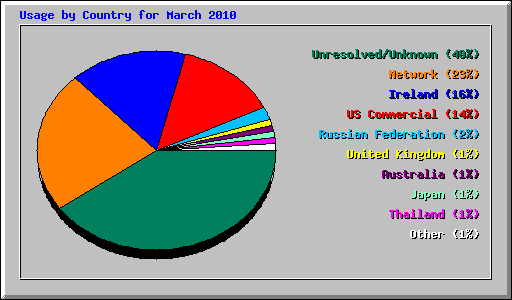 Usage by Country for March 2010
Unresolved/Unknown (40%)
Network (23%)
Ireland (16%)
US Commercial (14%)
Russian Federation (2%)
United Kingdom (1%)
Australia (1%)
Japan (1%)
Thailand (1%)
Other (1%)